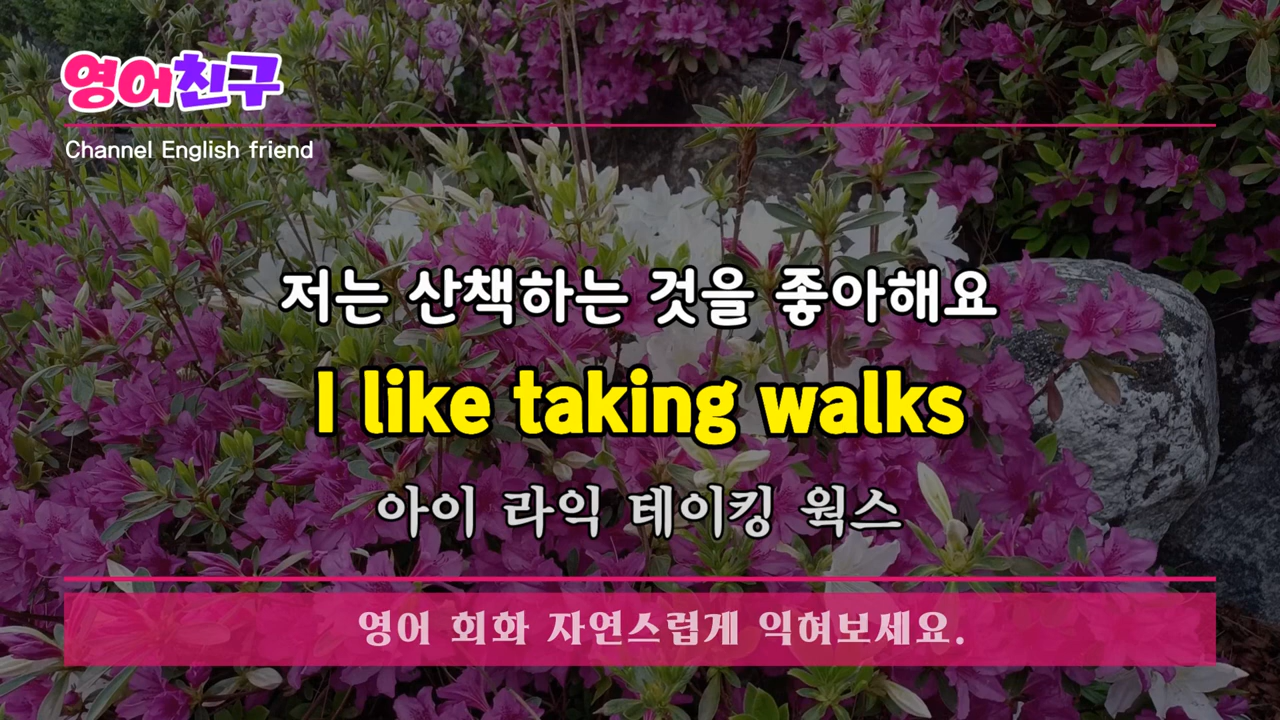 영어친구
Channel English friend
저는 산책하는 것을 좋아해요
I like taking walks
아이 라익 테이킹 웍스
영어 회화 자연스럽게 익혀보세요.